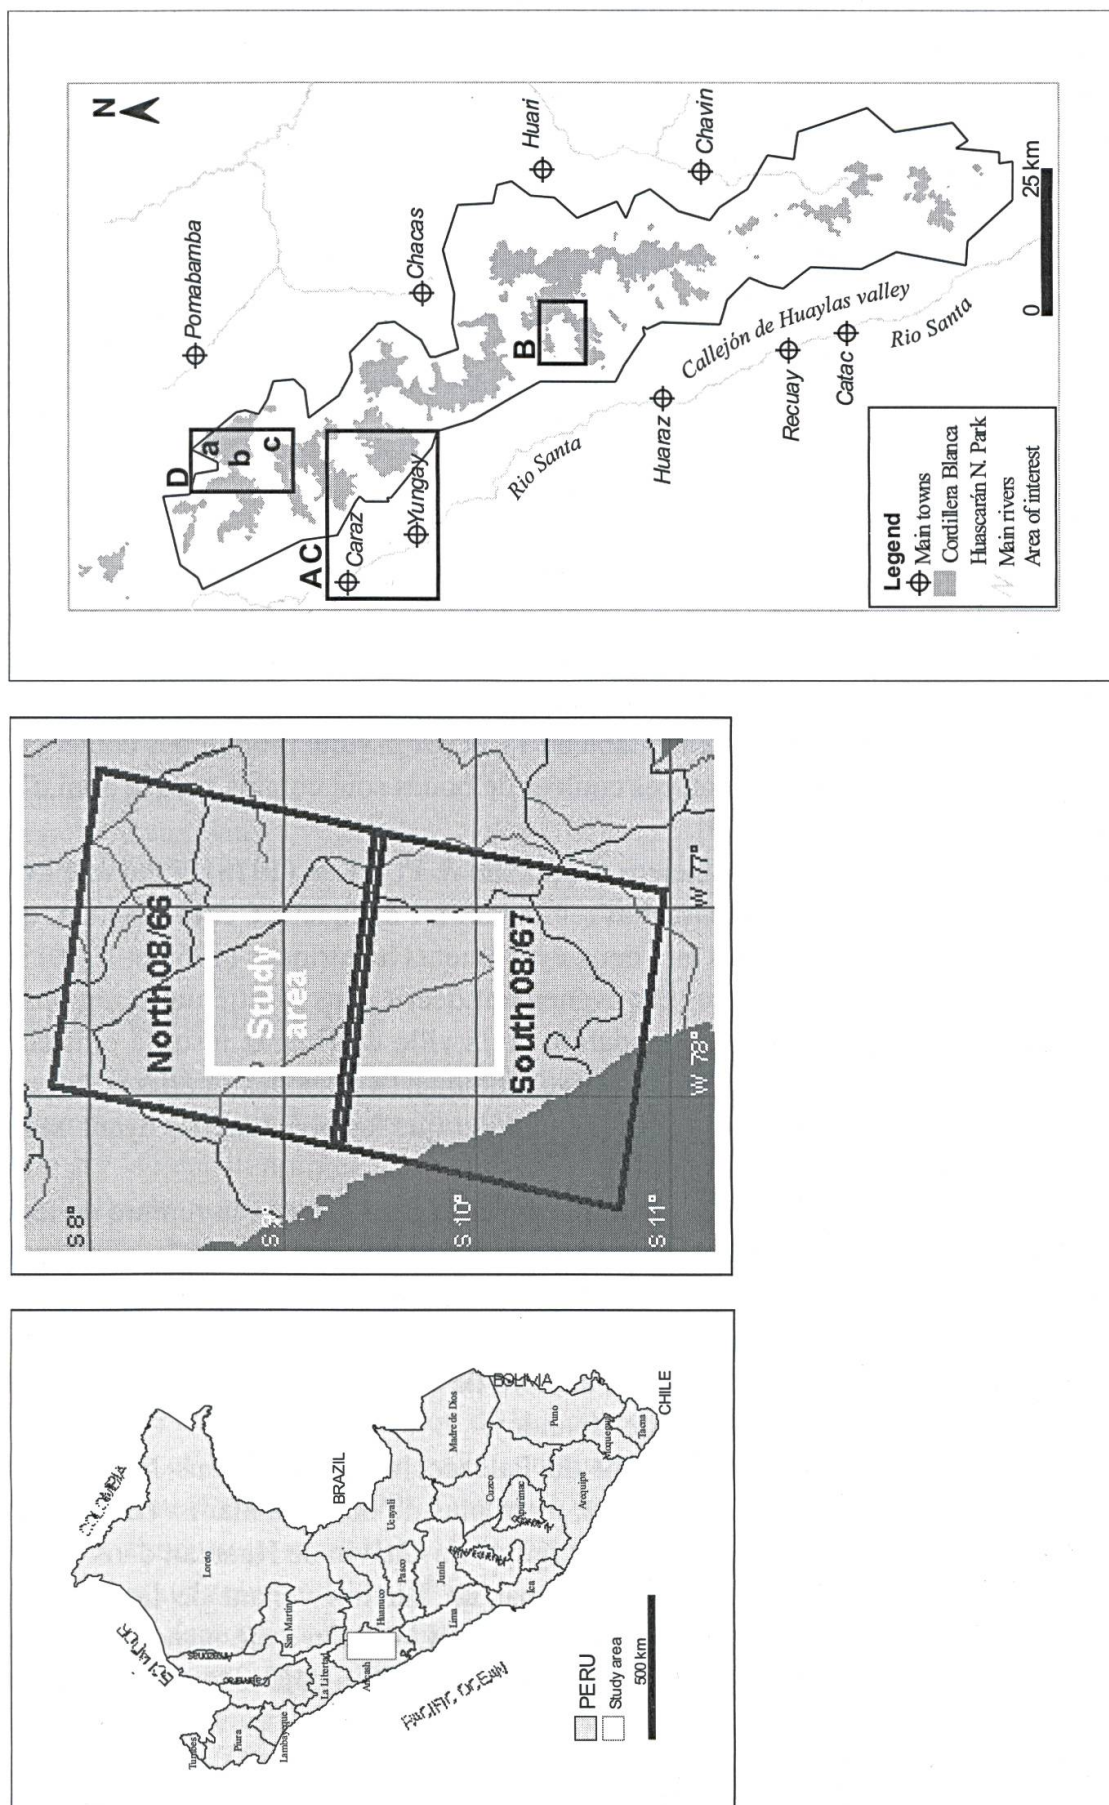 COLOMBIA
ECUADOR
BRAZIL
BOLIVIA
CHILE
PACIFIC OCEAN
Tumbes
Piura
Lambayeque
Cajamarca
Amazonas
Loreto
San Martin
La Libertad
Ancash
Huanuco
Ucayali
Pasco
Lima
Junin
Madre de Dios
Cuzco
Apurimac
Ica
Arequipa
Puno
Moquegua
Tacna
PERU
Study area
500 km
S 8°
S 9°
S 10°
S 11°
W 78°
W 77°
North 08/66
Study
area
South 08/67
N
Pomabamba
Chacas
Huari
Chavin
D
a
b
c
AC
Caraz
Yungay
B
Rio Santa
Huaraz
Callejón de Huaylas valley
Recuay
Catac
Rio Santa
Legend
Main towns
Cordillera Blanca
Huascarán N. Park
Main rivers
Area of interest
0
25 km